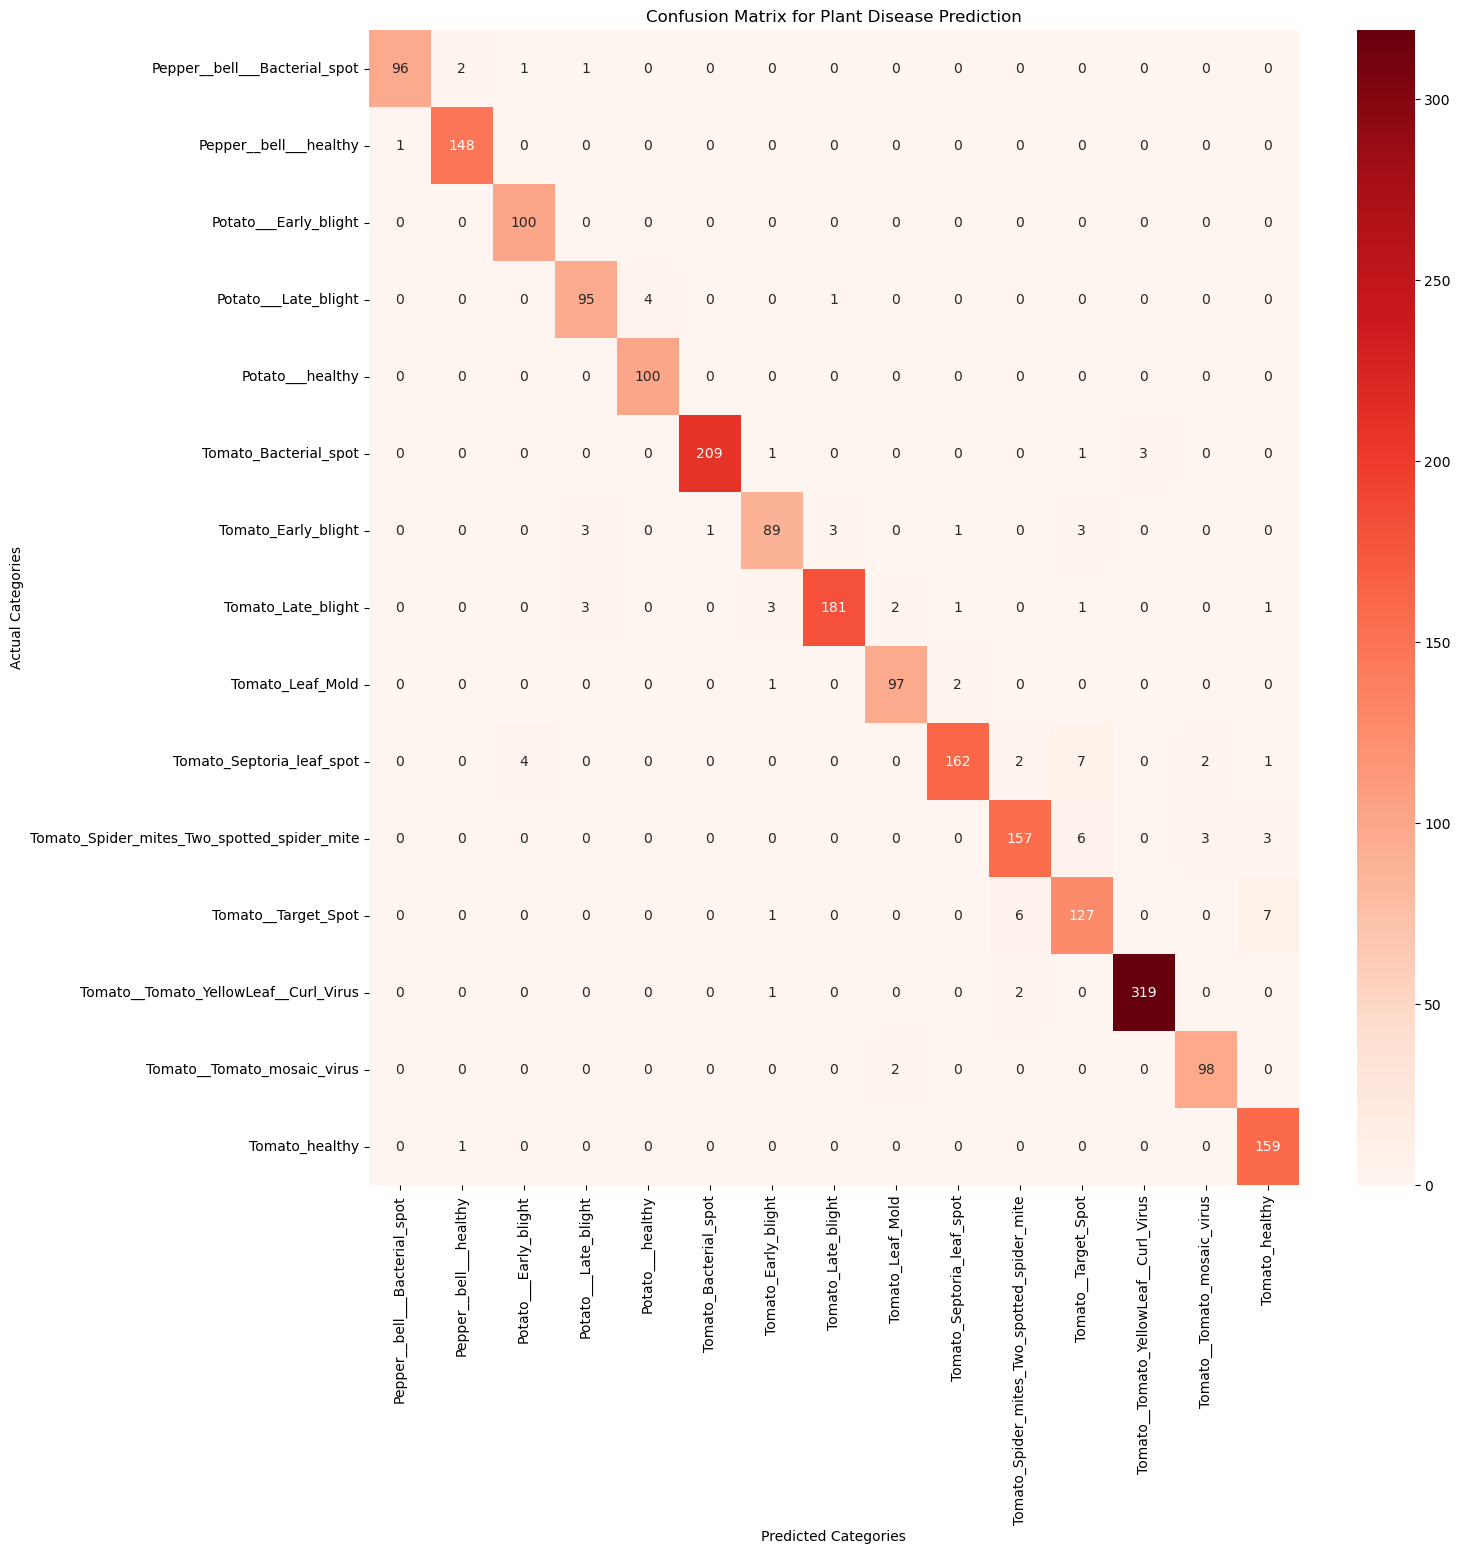 Confusion Matrix for Plant Disease Prediction
Pepper__bell___Bacterial_spot 96 2 1 1 0 0 0 0 0 0 0 0 0 0 0
Pepper__bell___healthy 1 148 0 0 0 0 0 0 0 0 0 0 0 0 0
Potato___Early_blight 0 0 100 0 0 0 0 0 0 0 0 0 0 0 0
Potato___Late_blight 0 0 0 95 4 0 0 1 0 0 0 0 0 0 0
Potato___healthy 0 0 0 0 100 0 0 0 0 0 0 0 0 0 0
Tomato_Bacterial_spot 0 0 0 0 0 209 1 0 0 0 0 1 3 0 0
Tomato_Early_blight 0 0 0 3 0 1 89 3 0 1 0 3 0 0 0
Tomato_Late_blight 0 0 0 3 0 0 3 181 2 1 0 1 0 0 1
Tomato_Leaf_Mold 0 0 0 0 0 0 1 0 97 2 0 0 0 0 0
Tomato_Septoria_leaf_spot 0 0 4 0 0 0 0 0 0 162 2 7 0 2 1
Tomato_Spider_mites_Two_spotted_spider_mite 0 0 0 0 0 0 0 0 0 0 157 6 0 3 3
Tomato__Target_Spot 0 0 0 0 0 0 1 0 0 0 6 127 0 0 7
Tomato__Tomato_YellowLeaf__Curl_Virus 0 0 0 0 0 0 1 0 0 0 2 0 319 0 0
Tomato__Tomato_mosaic_virus 0 0 0 0 0 0 0 0 2 0 0 0 0 98 0
Tomato_healthy 0 1 0 0 0 0 0 0 0 0 0 0 0 0 159
Actual Categories
Pepper__bell___Bacterial_spot
Pepper__bell___healthy
Potato___Early_blight
Potato___Late_blight
Potato___healthy
Tomato_Bacterial_spot
Tomato_Early_blight
Tomato_Late_blight
Tomato_Leaf_Mold
Tomato_Septoria_leaf_spot
Tomato_Spider_mites_Two_spotted_spider_mite
Tomato__Target_Spot
Tomato__Tomato_YellowLeaf__Curl_Virus
Tomato__Tomato_mosaic_virus
Tomato_healthy
Predicted Categories
300
250
200
150
100
50
0